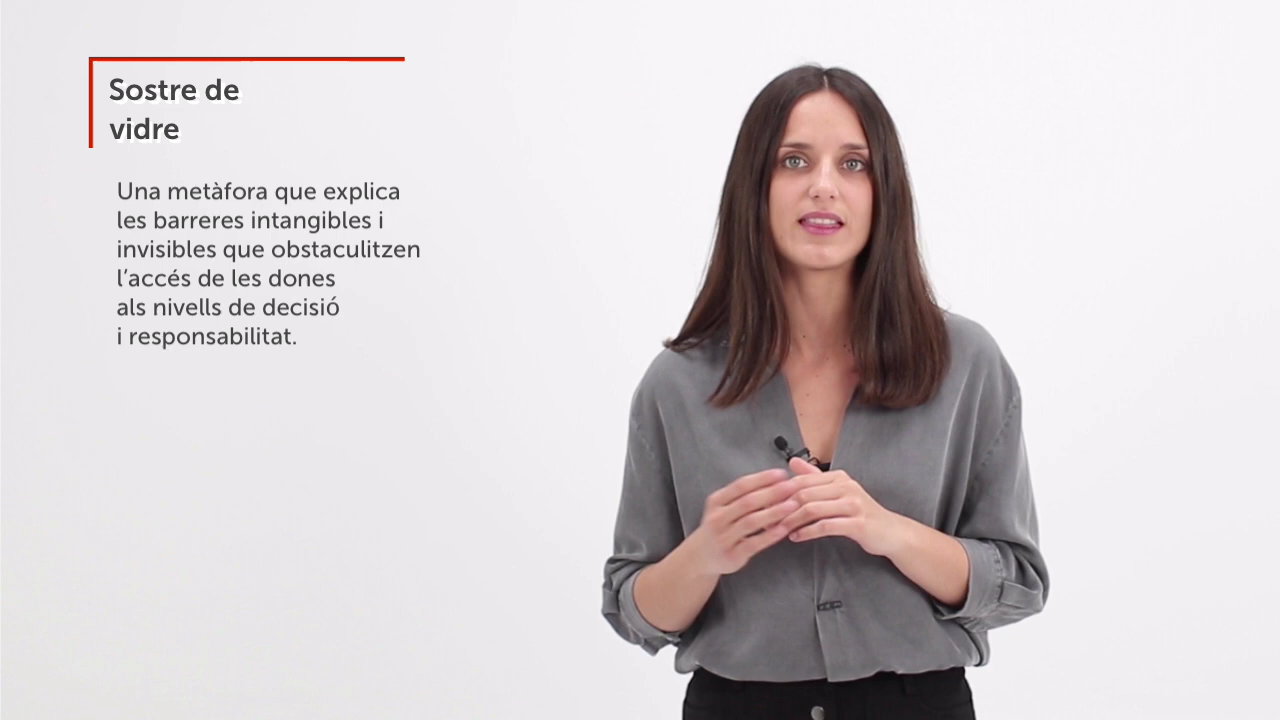 Sostre de
vidre
Una metàfora que explica
les barreres intangibles i
invisibles que obstaculitzen
l’accés de les dones
als nivells de decisió
i responsabilitat.